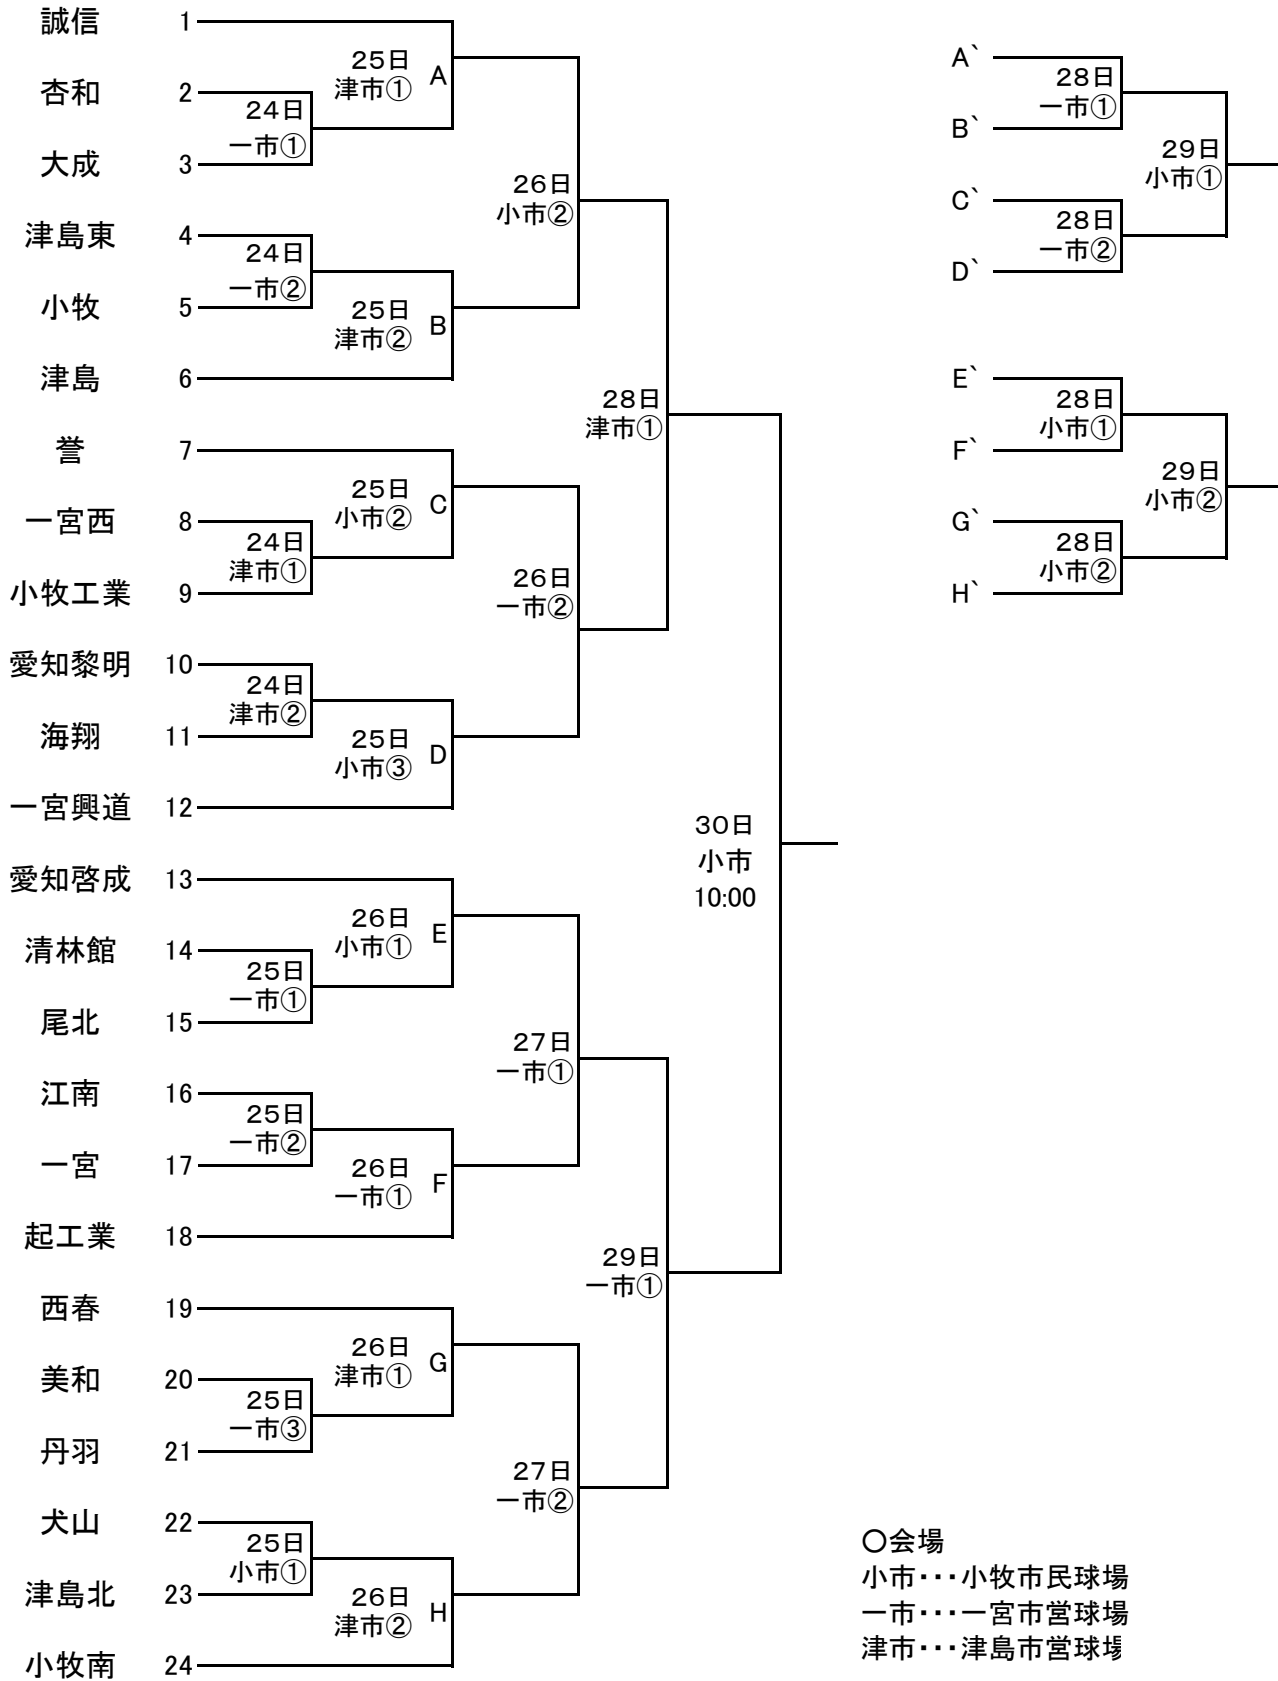 誠信 1
25日
津市① A
杏和 2
24日
一市①
大成 3
26日
小市②
津島東 4
24日
一市②
小牧 5
25日
津市② B
津島 6
28日
津市①
誉 7
25日
小市② C
一宮西 8
24日
津市①
小牧工業 9
26日
一市②
愛知黎明 10
24日
津市②
海翔 11
25日
小市③ D
一宮興道 12
30日
小市
10:00
愛知啓成 13
26日
小市① E
清林館 14
25日
一市①
尾北 15
27日
一市①
江南 16
25日
一市②
一宮 17
26日
一市① F
起工業 18
29日
一市①
西春 19
26日
津市① G
美和 20
25日
一市③
丹羽 21
27日
一市②
犬山 22
25日
小市①
津島北 23
26日
津市② H
小牧南 24
A`
28日
一市①
B`
29日
小市①
C`
28日
一市②
D`
E`
28日
小市①
F`
29日
小市②
G`
28日
小市②
H`
○会場
小市・・・小牧市民球場
一市・・・一宮市営球場
津市・・・津島市営球場